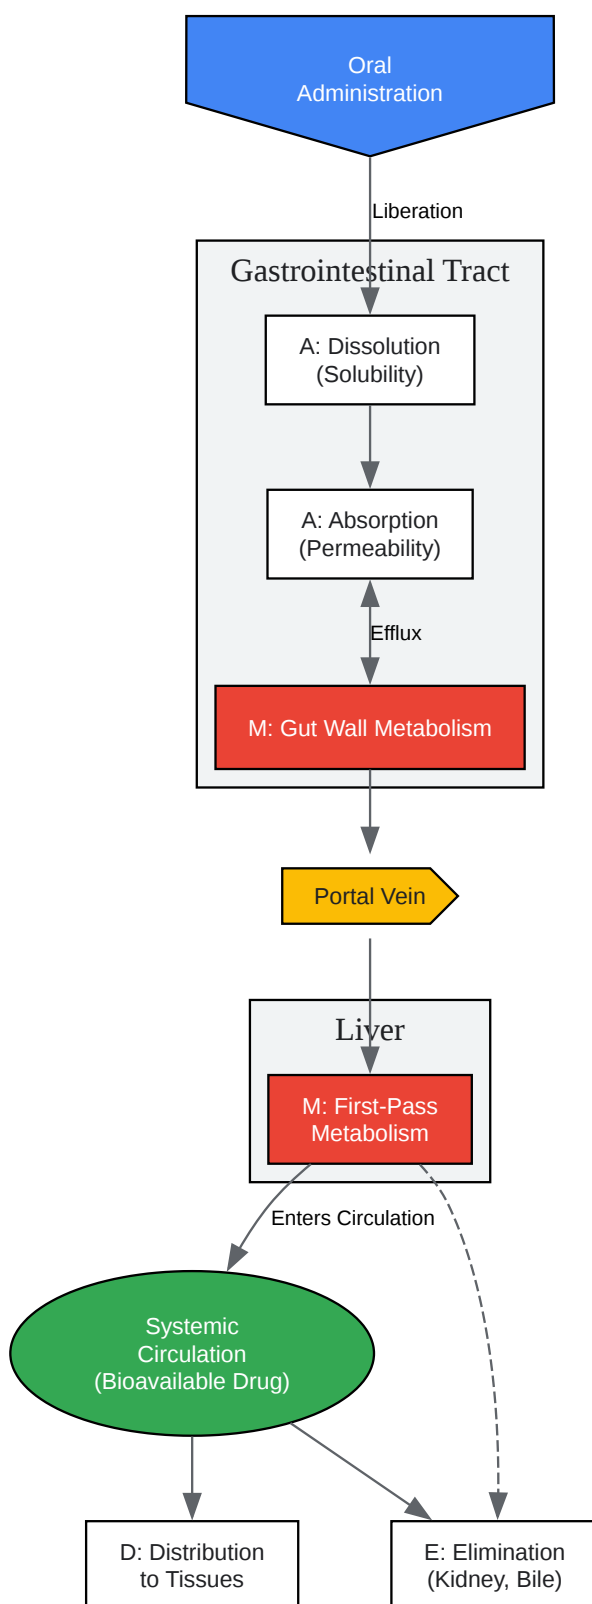 Oral
Administration
Liberation
Gastrointestinal Tract
A: Dissolution
(Solubility)
A: Absorption
(Permeability)
Efflux
M: Gut Wall Metabolism
Portal Vein
Liver
M: First-Pass
Metabolism
Enters Circulation
Systemic
Circulation
(Bioavailable Drug)
D: Distribution
to Tissues
E: Elimination
(Kidney, Bile)